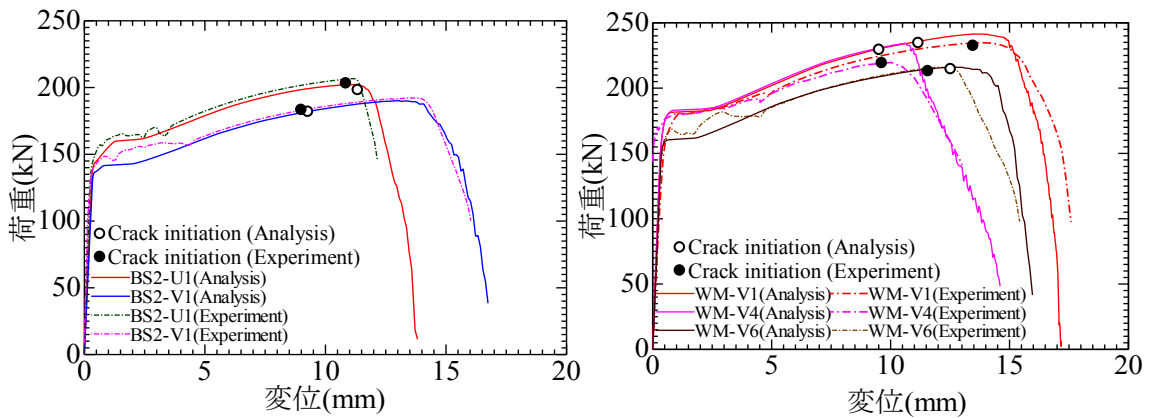 250
200
150
100
50
0
荷重(kN)
Crack initiation (Analysis)
Crack initiation (Experiment)
BS2-U1(Analysis)
BS2-V1(Analysis)
BS2-U1(Experiment)
BS2-V1(Experiment)
0 5 10 15 20
変位(mm)
250
200
150
100
50
0
荷重(kN)
Crack initiation (Analysis)
Crack initiation (Experiment)
WM-V1(Analysis) WM-V1(Experiment)
WM-V4(Analysis) WM-V4(Experiment)
WM-V6(Analysis) WM-V6(Experiment)
0 5 10 15 20
変位(mm)